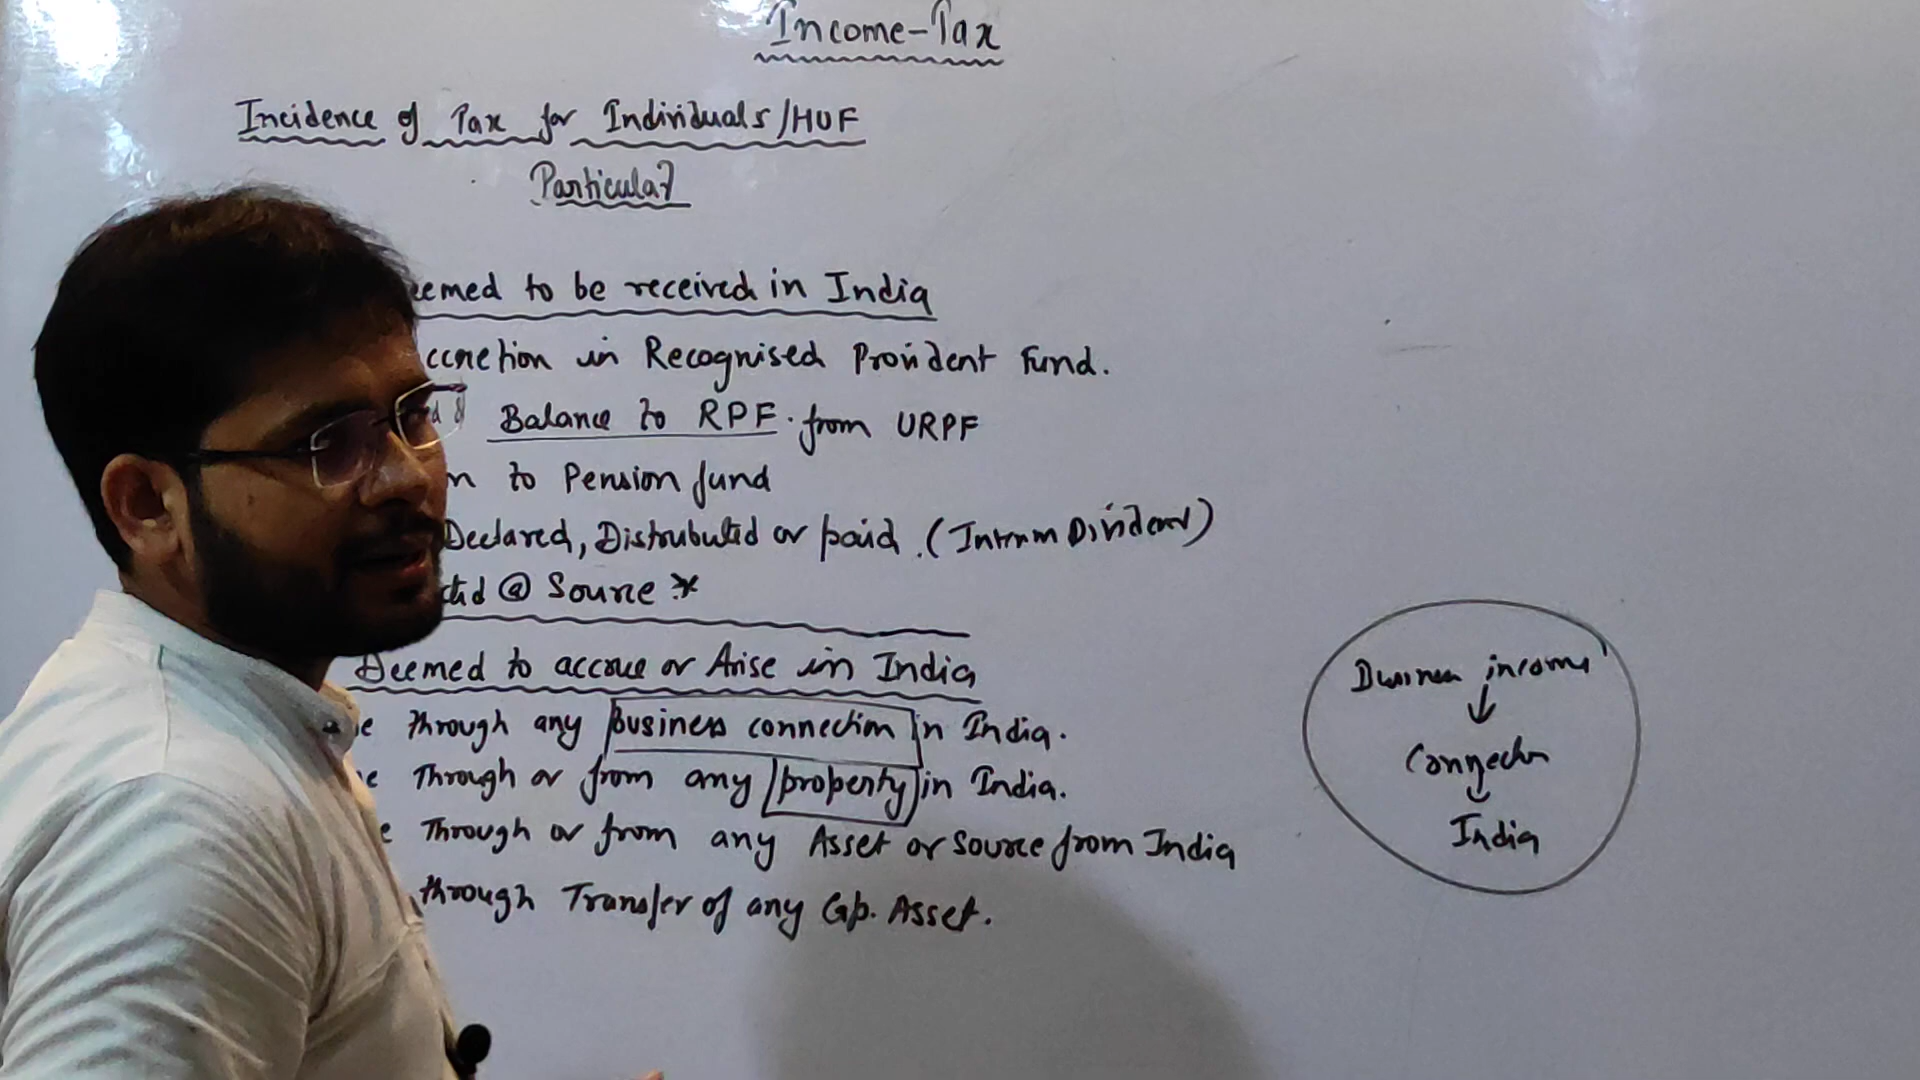 Income-Tax
Incidence of Tax for Individuals/HUF
Particular
eemed to be received in India
ccretion in Recognised Provident Fund.
Balance to RPF from URPF
n to Pension fund
Declared, Distributed or paid. (Interim Dividend)
cted @ Source *
Deemed to accrue or Arise in India
e through any business connection in India.
e Through or from any property in India.
e Through or from any Asset or source from India
through Transfer of any Cap. Asset.
Business income
↓
Connection
↓
India